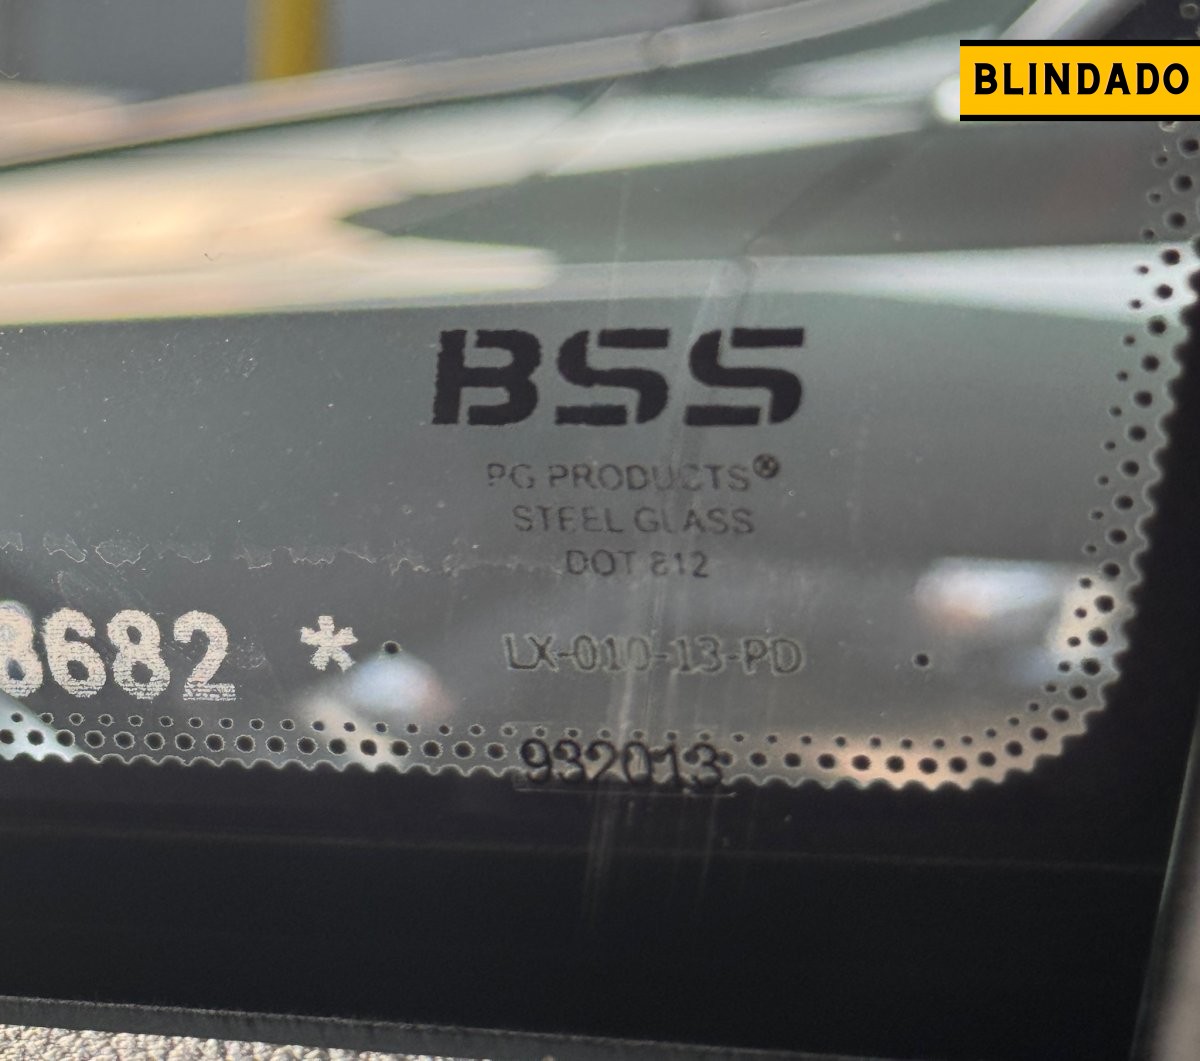 BLINDADO
BSS
PG PRODUCTS®
STEEL GLASS
DOT 812
8682 *
LX-010-13-PD
932013